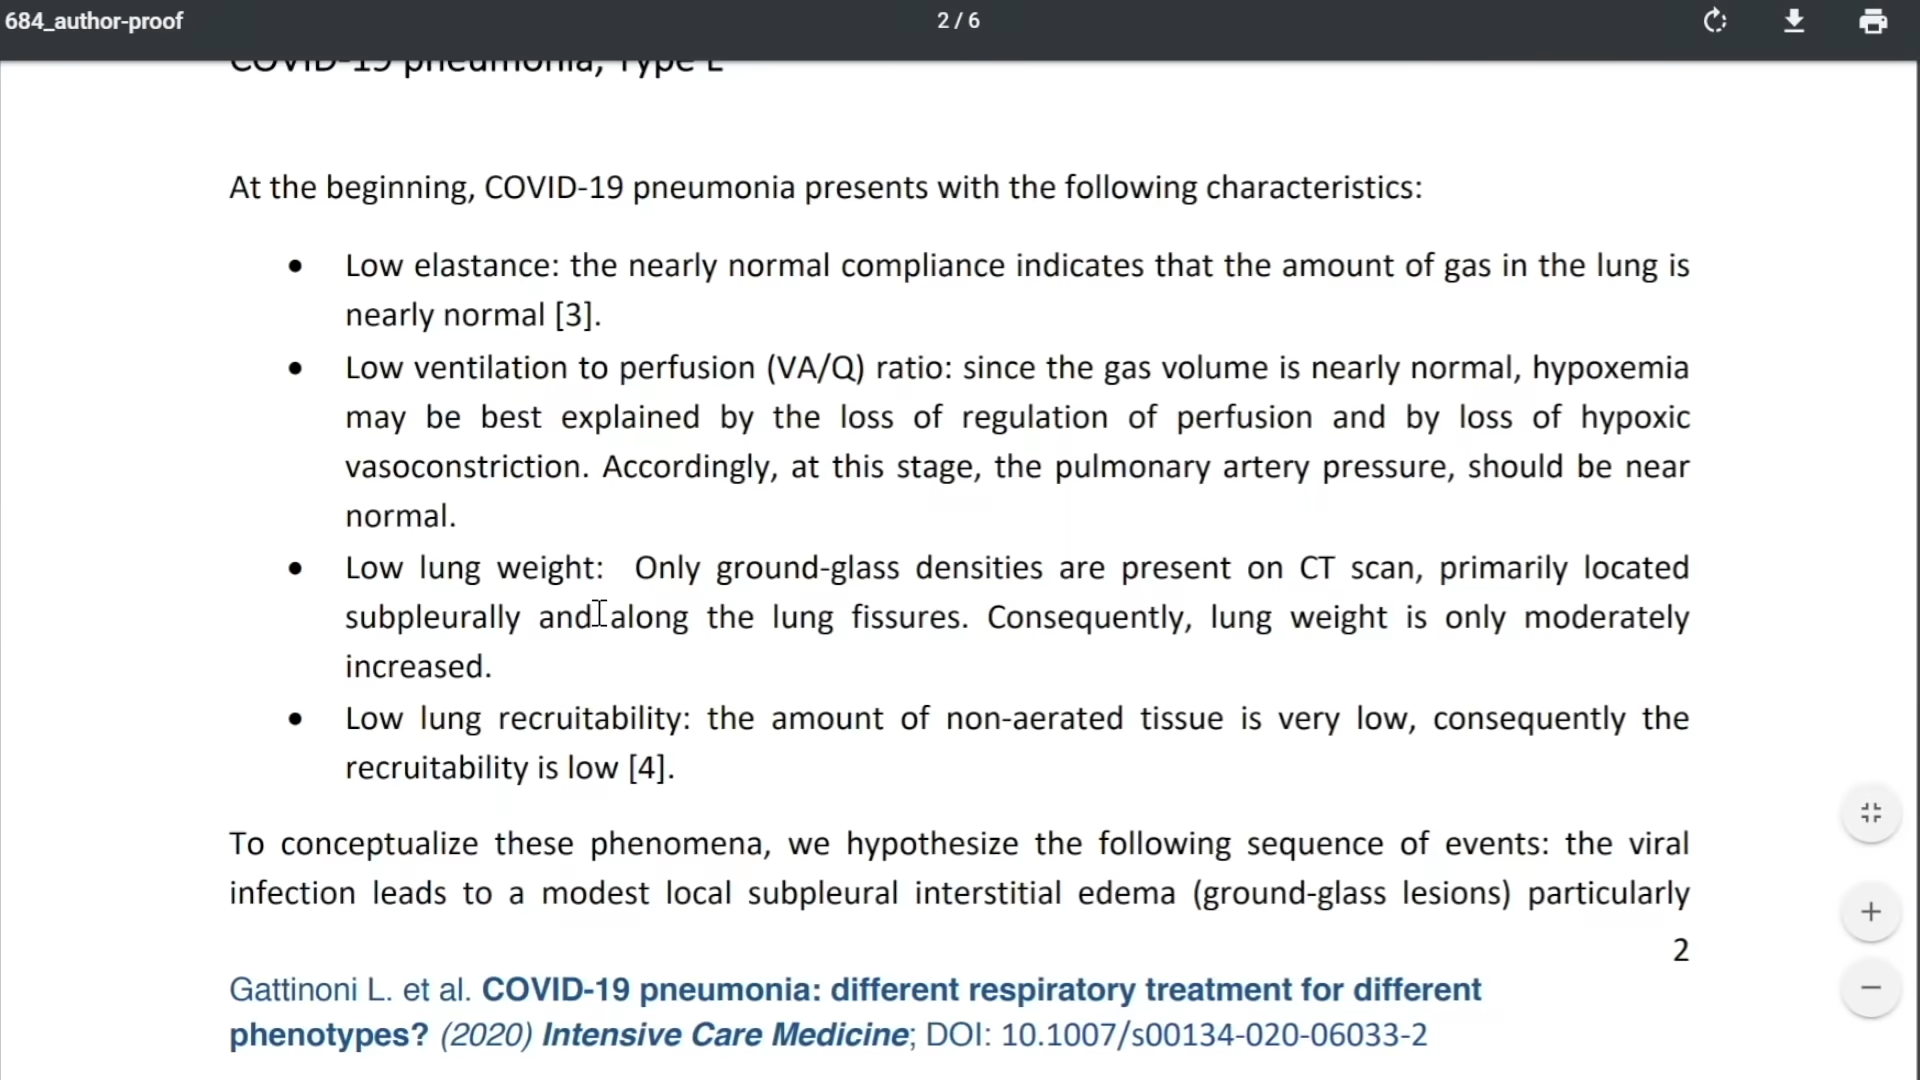 684_author-proof
2 / 6
COVID-19 pneumonia, Type L
At the beginning, COVID-19 pneumonia presents with the following characteristics:
• Low elastance: the nearly normal compliance indicates that the amount of gas in the lung is
nearly normal [3].
• Low ventilation to perfusion (VA/Q) ratio: since the gas volume is nearly normal, hypoxemia
may be best explained by the loss of regulation of perfusion and by loss of hypoxic
vasoconstriction. Accordingly, at this stage, the pulmonary artery pressure, should be near
normal.
• Low lung weight: Only ground-glass densities are present on CT scan, primarily located
subpleurally and along the lung fissures. Consequently, lung weight is only moderately
increased.
• Low lung recruitability: the amount of non-aerated tissue is very low, consequently the
recruitability is low [4].
To conceptualize these phenomena, we hypothesize the following sequence of events: the viral
infection leads to a modest local subpleural interstitial edema (ground-glass lesions) particularly
2
Gattinoni L. et al. COVID-19 pneumonia: different respiratory treatment for different
phenotypes? (2020) Intensive Care Medicine; DOI: 10.1007/s00134-020-06033-2